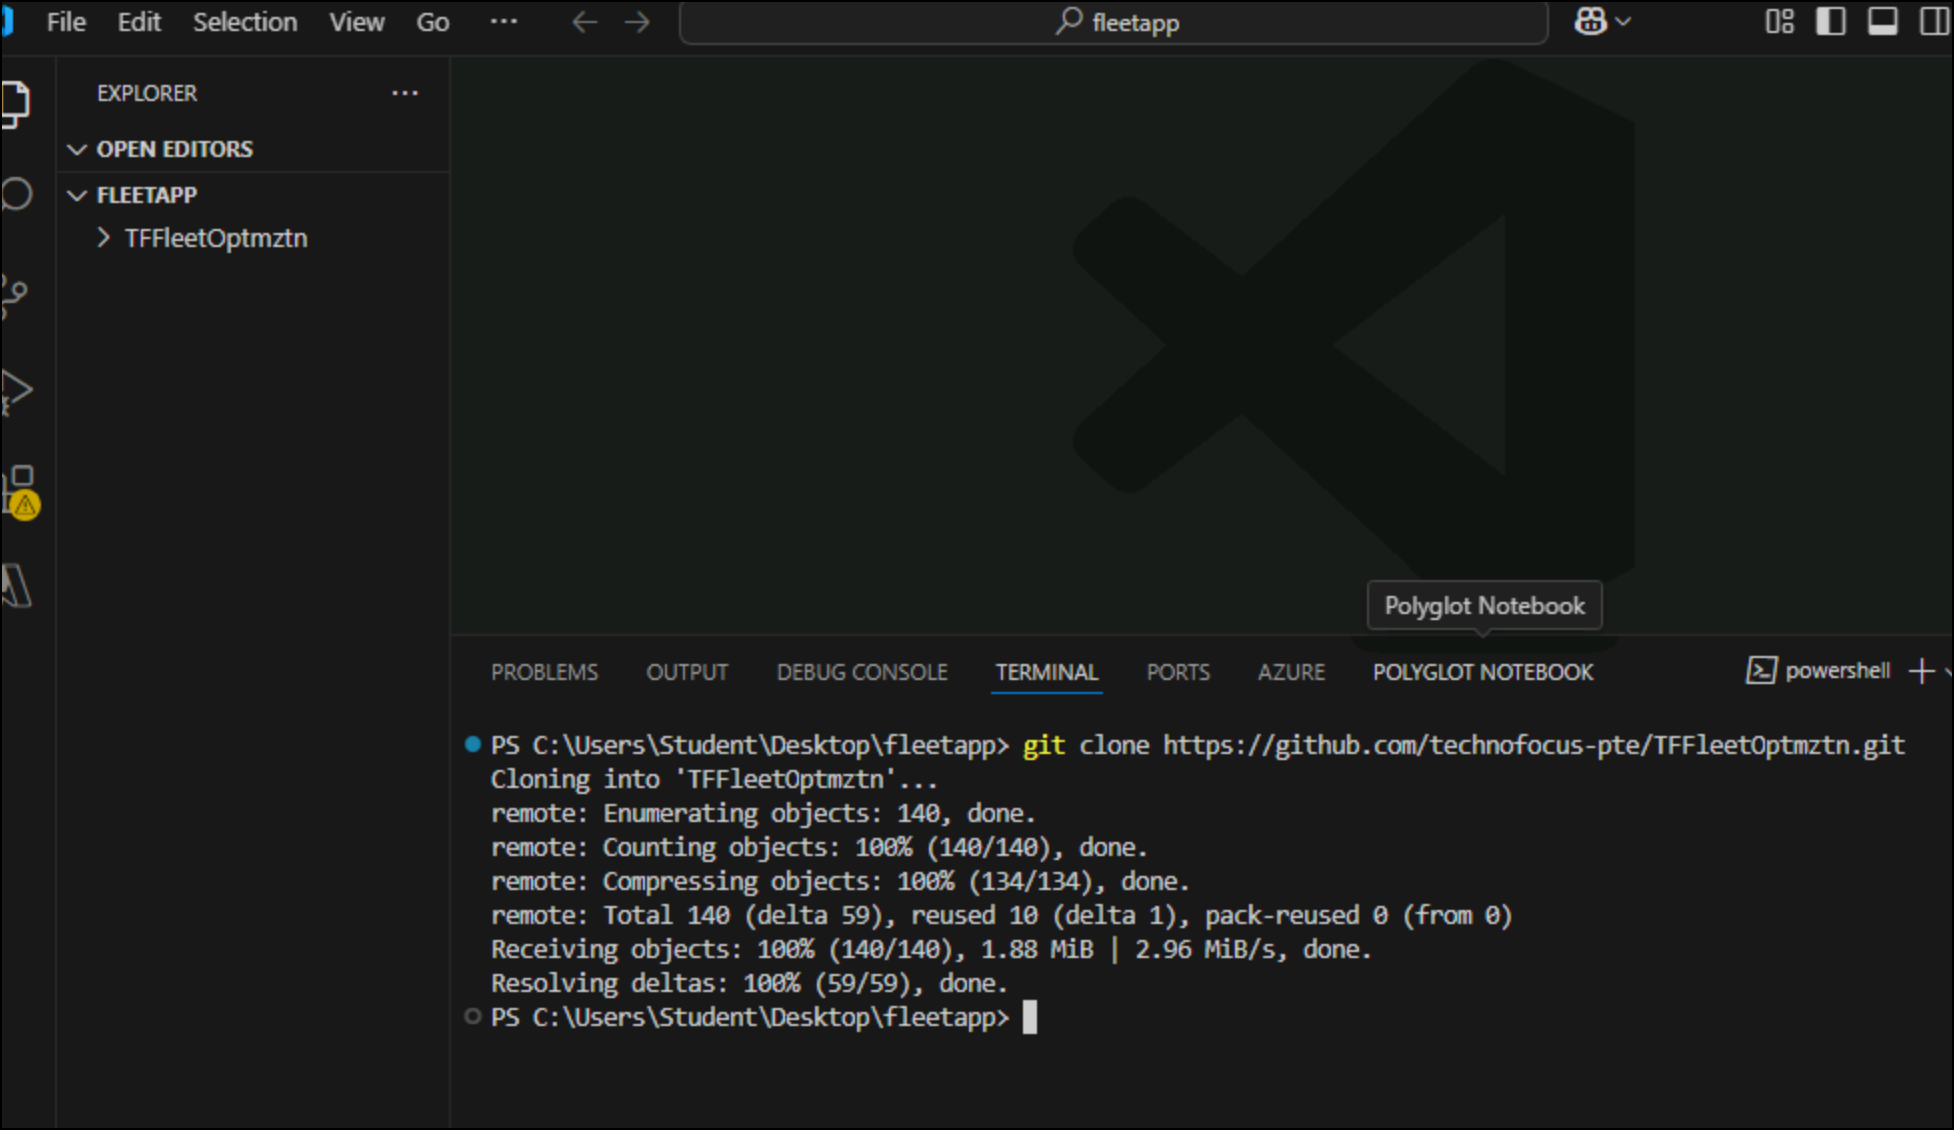 File Edit Selection View Go ··· fleetapp
EXPLORER ···
OPEN EDITORS
FLEETAPP
TFFleetOptmztn
Polyglot Notebook
PROBLEMS OUTPUT DEBUG CONSOLE TERMINAL PORTS AZURE POLYGLOT NOTEBOOK powershell
PS C:\Users\Student\Desktop\fleetapp> git clone https://github.com/technofocus-pte/TFFleetOptmztn.git
Cloning into 'TFFleetOptmztn'...
remote: Enumerating objects: 140, done.
remote: Counting objects: 100% (140/140), done.
remote: Compressing objects: 100% (134/134), done.
remote: Total 140 (delta 59), reused 10 (delta 1), pack-reused 0 (from 0)
Receiving objects: 100% (140/140), 1.88 MiB | 2.96 MiB/s, done.
Resolving deltas: 100% (59/59), done.
PS C:\Users\Student\Desktop\fleetapp>